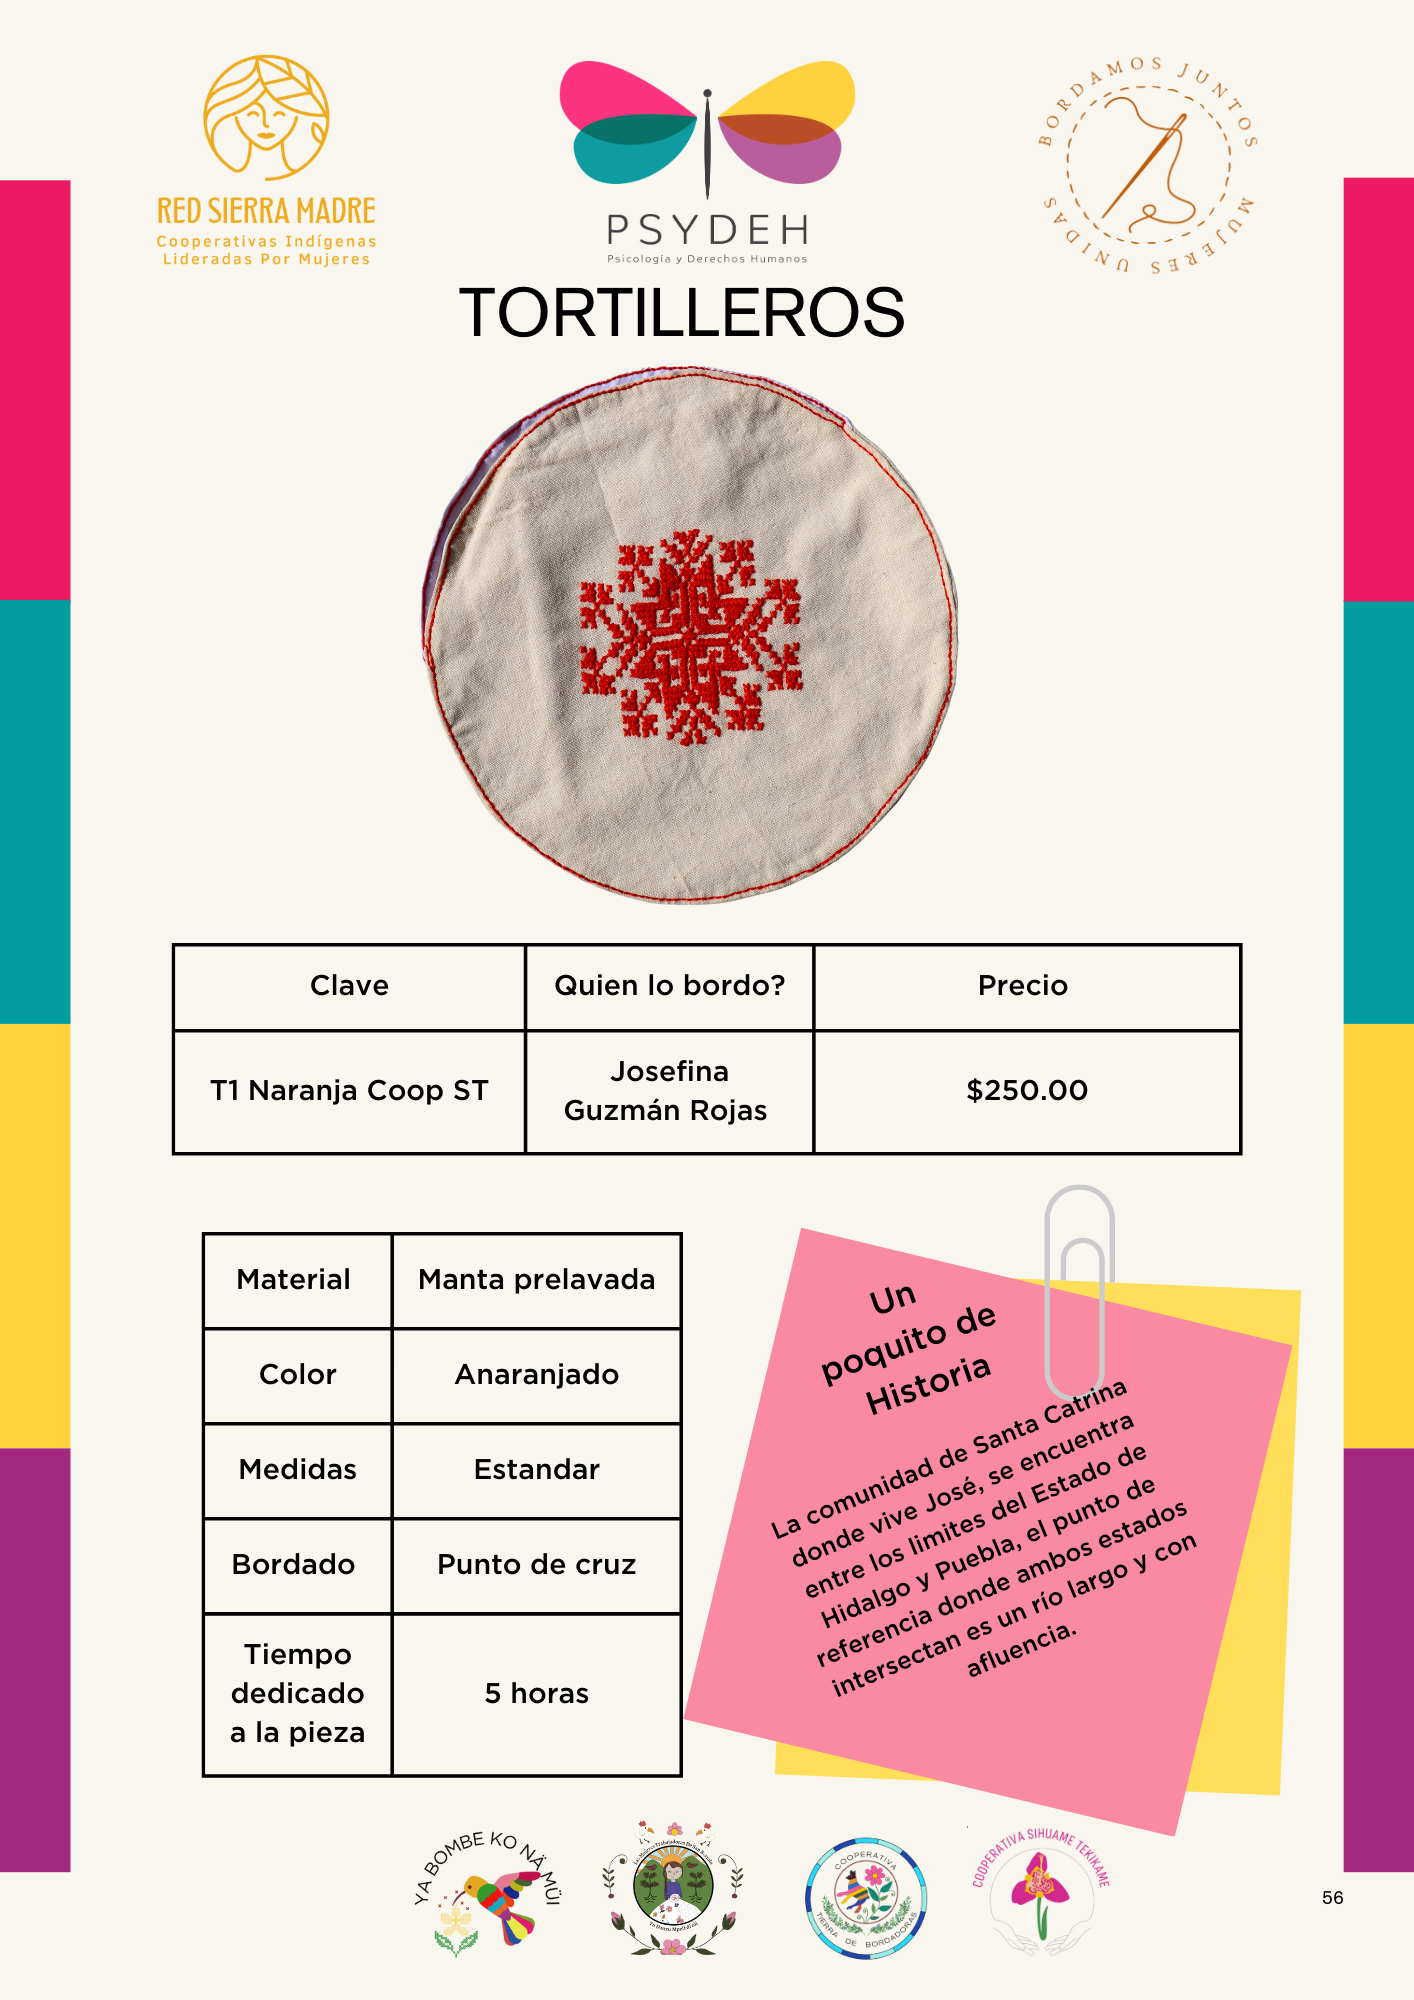 RED SIERRA MADRE
Cooperativas Indígenas
Lideradas Por Mujeres
PSYDEH
Psicología y Derechos Humanos
BORDAMOS JUNTOS
MUJERES UNIDAS
TORTILLEROS
Clave
Quien lo bordo?
Precio
T1 Naranja Coop ST
Josefina
Guzmán Rojas
$250.00
Material
Manta prelavada
Color
Anaranjado
Medidas
Estandar
Bordado
Punto de cruz
Tiempo
dedicado
a la pieza
5 horas
Un
poquito de
Historia
La comunidad de Santa Catrina
donde vive José, se encuentra
entre los limites del Estado de
Hidalgo y Puebla, el punto de
referencia donde ambos estados
intersectan es un río largo y con
afluencia.
YA BOMBE KO NÄ MÜI
COOPERATIVA
TIERRA DE BORDADORAS
COOPERATIVA SIHUAME TEKIKAME
56